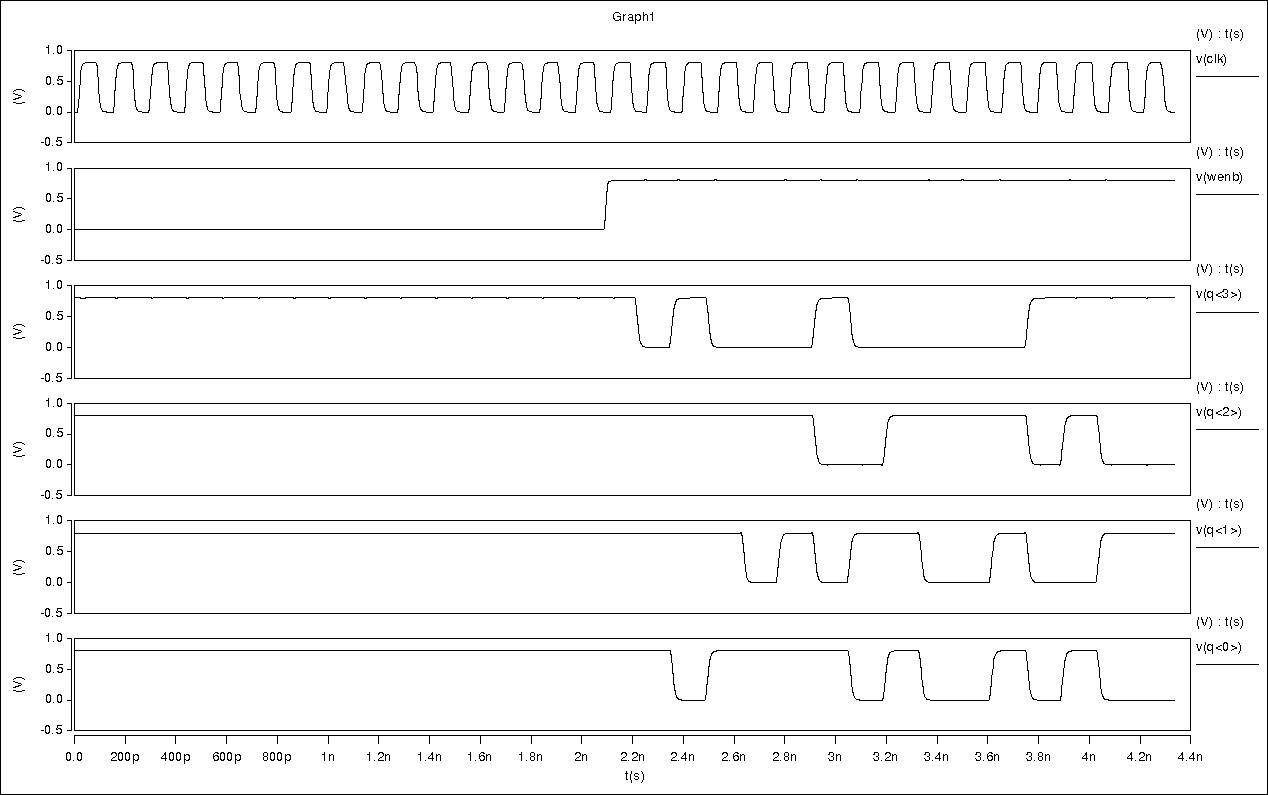 Graph1
(V) : t(s)
v(clk)
1.0
0.5
0.0
-0.5
(V)
(V) : t(s)
v(wenb)
1.0
0.5
0.0
-0.5
(V)
(V) : t(s)
v(q<3>)
1.0
0.5
0.0
-0.5
(V)
(V) : t(s)
v(q<2>)
1.0
0.5
0.0
-0.5
(V)
(V) : t(s)
v(q<1>)
1.0
0.5
0.0
-0.5
(V)
(V) : t(s)
v(q<0>)
1.0
0.5
0.0
-0.5
(V)
0.0 200p 400p 600p 800p 1n 1.2n 1.4n 1.6n 1.8n 2n 2.2n 2.4n 2.6n 2.8n 3n 3.2n 3.4n 3.6n 3.8n 4n 4.2n 4.4n
t(s)